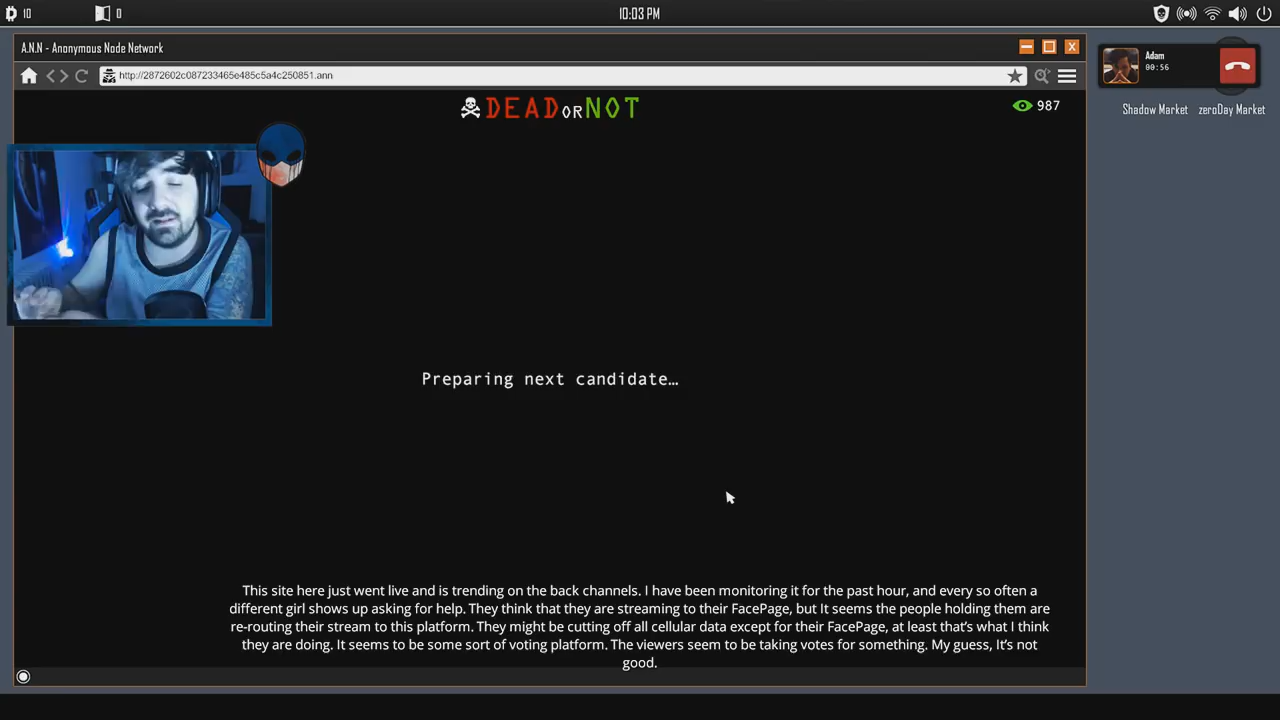 10
0
10:03 PM
A.N.N - Anonymous Node Network
http://2872602c087233465e485c5a4c250851.ann
Adam
00:56
Shadow Market
zeroDay Market
DEAD OR NOT
987
Preparing next candidate…
This site here just went live and is trending on the back channels. I have been monitoring it for the past hour, and every so often a
different girl shows up asking for help. They think that they are streaming to their FacePage, but It seems the people holding them are
re-routing their stream to this platform. They might be cutting off all cellular data except for their FacePage, at least that's what I think
they are doing. It seems to be some sort of voting platform. The viewers seem to be taking votes for something. My guess, It's not
good.